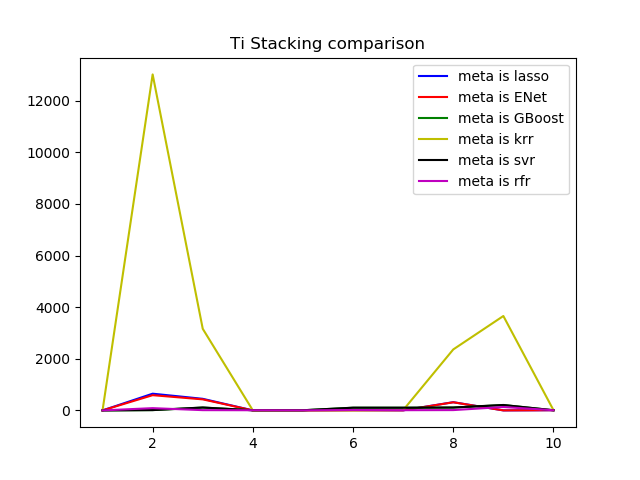 Ti Stacking comparison
meta is lasso
meta is ENet
meta is GBoost
meta is krr
meta is svr
meta is rfr
12000
10000
8000
6000
4000
2000
0
2 4 6 8 10